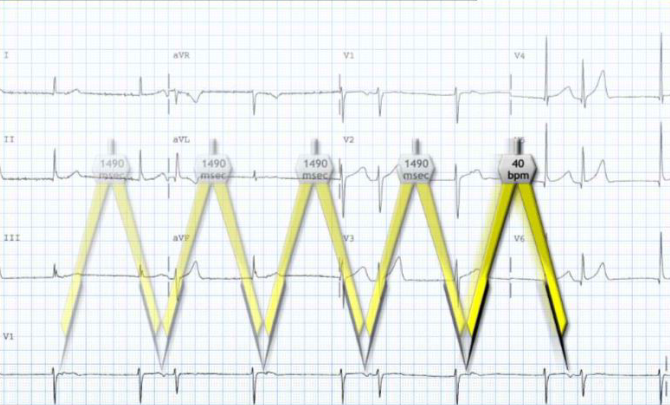 I aVR V1 V4
II aVL V2
1490 msec
1490 msec
1490 msec
1490 msec
40 bpm
III aVF V3 V6
V1